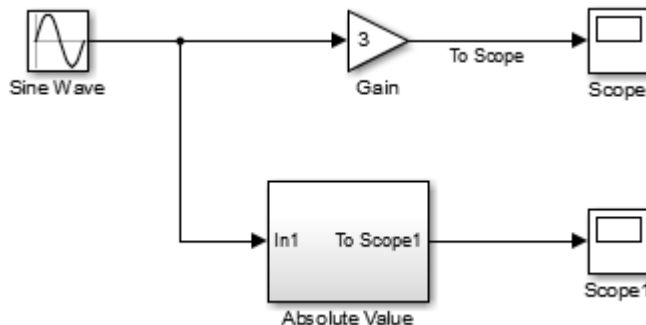 3
To Scope
Sine Wave
Gain
Scope
In1
To Scope1
Absolute Value
Scope1